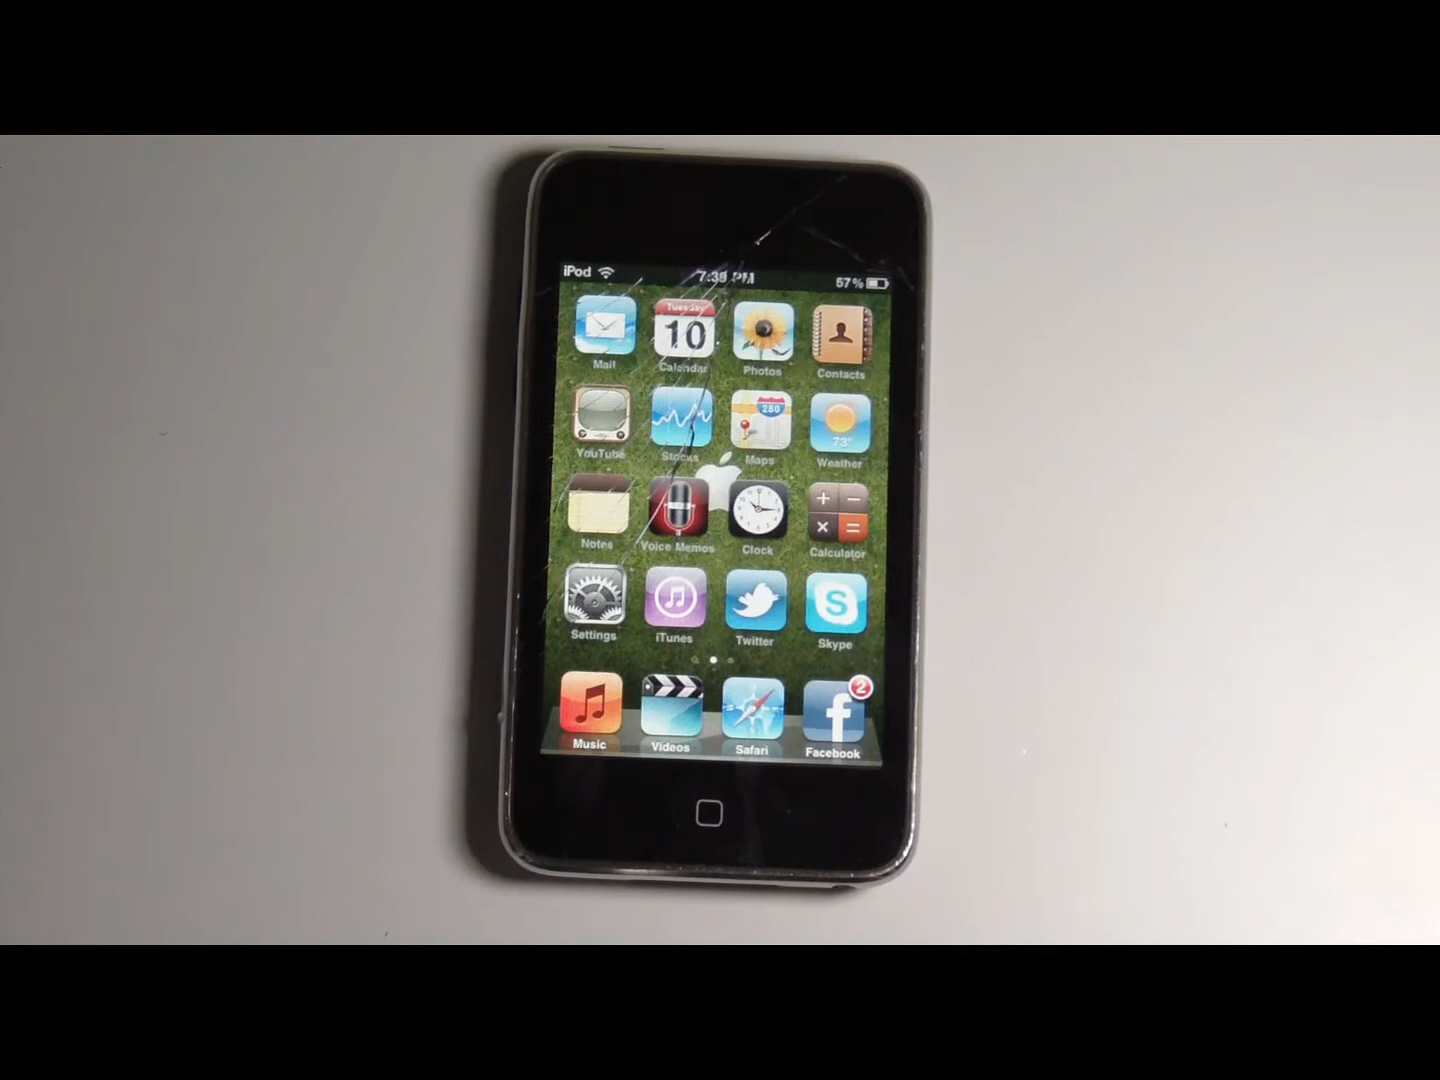 iPod 7:39 PM 57%
Tuesday
10
Mail Calendar Photos Contacts
280
73°
YouTube Stocks Maps Weather
Notes Voice Memos Clock Calculator
Settings iTunes Twitter Skype
2
Music Videos Safari Facebook